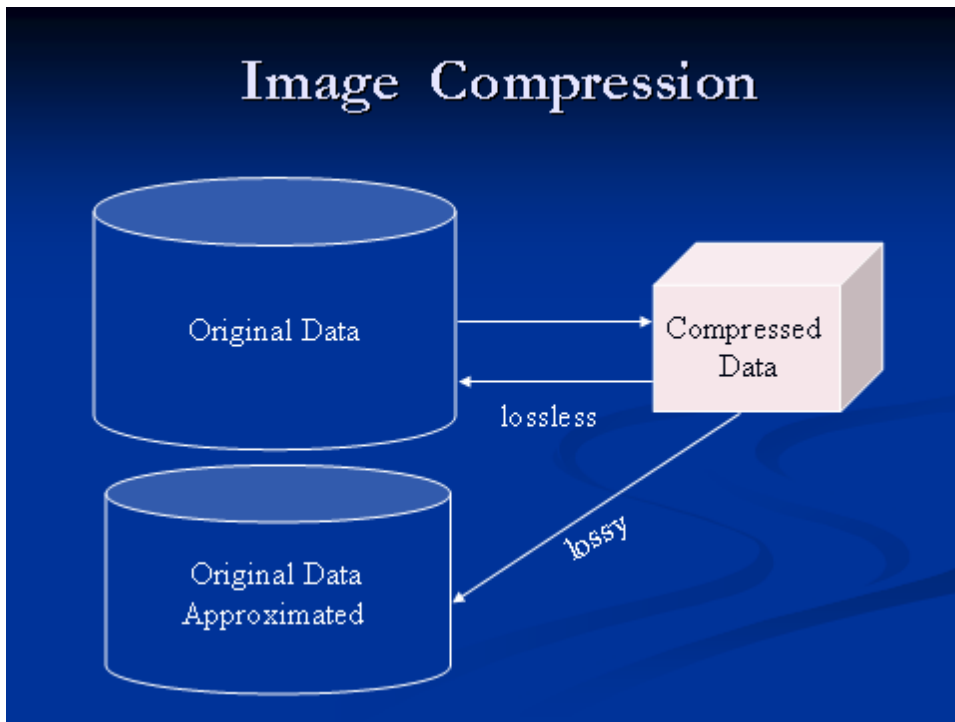 Image Compression
Original Data
Compressed
Data
lossless
lossy
Original Data
Approximated